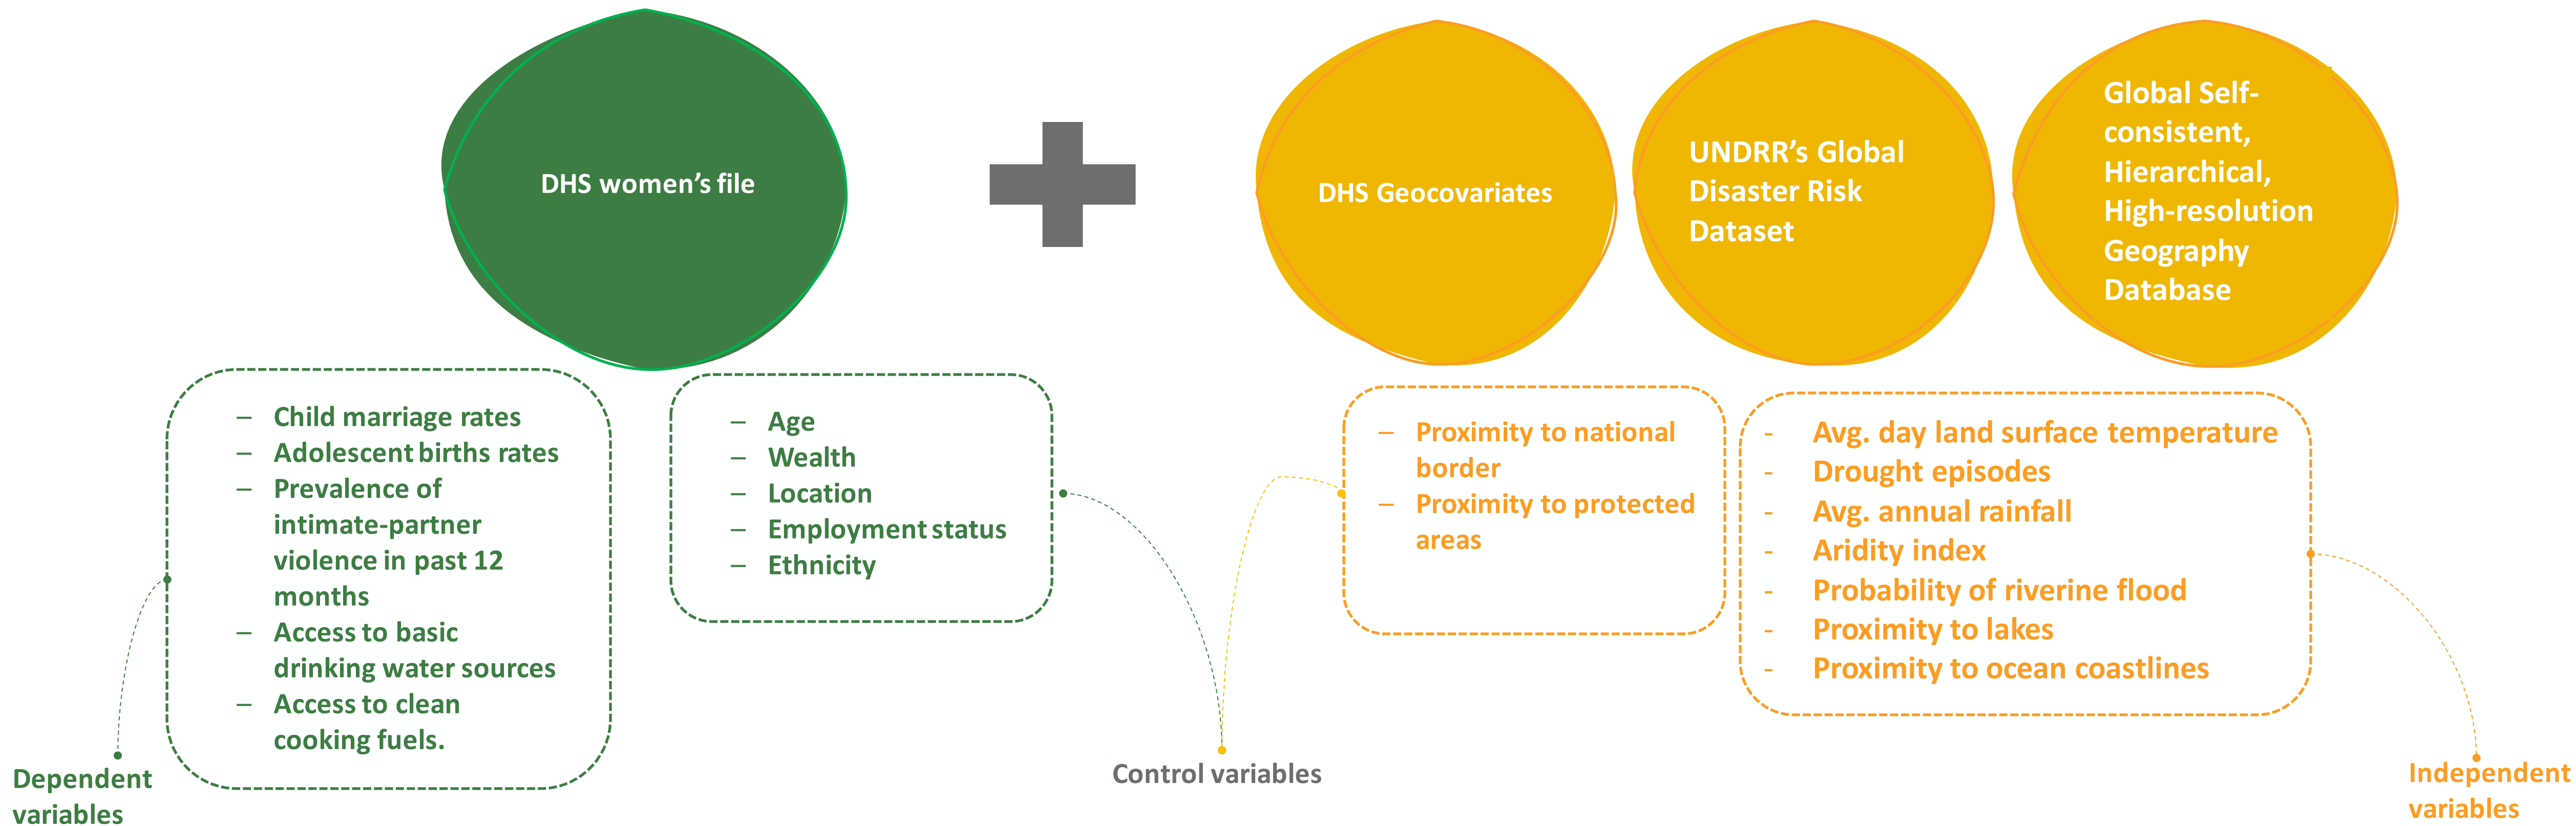 DHS women’s file
DHS Geocovariates
UNDRR’s Global
Disaster Risk
Dataset
Global Self-
consistent,
Hierarchical,
High-resolution
Geography
Database
– Child marriage rates
– Adolescent births rates
– Prevalence of
intimate-partner
violence in past 12
months
– Access to basic
drinking water sources
– Access to clean
cooking fuels.
– Age
– Wealth
– Location
– Employment status
– Ethnicity
– Proximity to national
border
– Proximity to protected
areas
- Avg. day land surface temperature
- Drought episodes
- Avg. annual rainfall
- Aridity index
- Probability of riverine flood
- Proximity to lakes
- Proximity to ocean coastlines
Dependent
variables
Control variables
Independent
variables